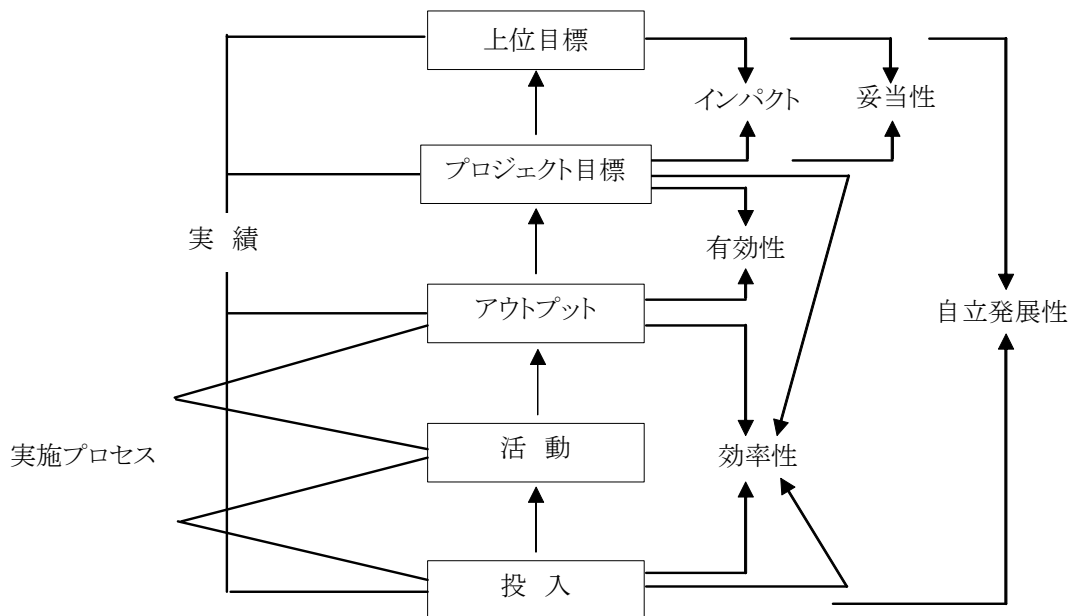 上位目標
インパクト
妥当性
プロジェクト目標
実 績
有効性
アウトプット
自立発展性
実施プロセス
活 動
効率性
投 入